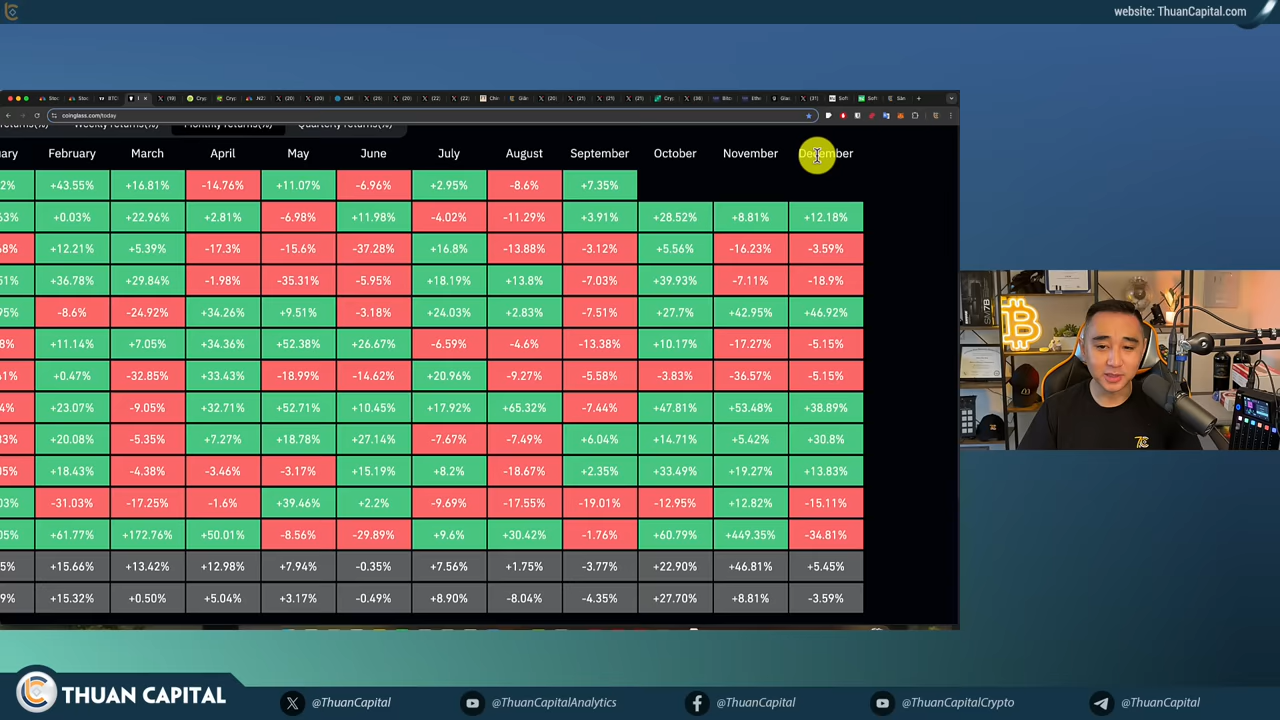 website: ThuanCapital.com
coinglass.com/today
Weekly returns(%) Monthly returns(%) Quarterly returns(%)
February March April May June July August September October November December
+43.55% +16.81% -14.76% +11.07% -6.96% +2.95% -8.6% +7.35%
+0.03% +22.96% +2.81% -6.98% +11.98% -4.02% -11.29% +3.91% +28.52% +8.81% +12.18%
+12.21% +5.39% -17.3% -15.6% -37.28% +16.8% -13.88% -3.12% +5.56% -16.23% -3.59%
+36.78% +29.84% -1.98% -35.31% -5.95% +18.19% +13.8% -7.03% +39.93% -7.11% -18.9%
-8.6% -24.92% +34.26% +9.51% -3.18% +24.03% +2.83% -7.51% +27.7% +42.95% +46.92%
+11.14% +7.05% +34.36% +52.38% +26.67% -6.59% -4.6% -13.38% +10.17% -17.27% -5.15%
+0.47% -32.85% +33.43% -18.99% -14.62% +20.96% -9.27% -5.58% -3.83% -36.57% -5.15%
+23.07% -9.05% +32.71% +52.71% +10.45% +17.92% +65.32% -7.44% +47.81% +53.48% +38.89%
+20.08% -5.35% +7.27% +18.78% +27.14% -7.67% -7.49% +6.04% +14.71% +5.42% +30.8%
+18.43% -4.38% -3.46% -3.17% +15.19% +8.2% -18.67% +2.35% +33.49% +19.27% +13.83%
-31.03% -17.25% -1.6% +39.46% +2.2% -9.69% -17.55% -19.01% -12.95% +12.82% -15.11%
+61.77% +172.76% +50.01% -8.56% -29.89% +9.6% +30.42% -1.76% +60.79% +449.35% -34.81%
+15.66% +13.42% +12.98% +7.94% -0.35% +7.56% +1.75% -3.77% +22.90% +46.81% +5.45%
+15.32% +0.50% +5.04% +3.17% -0.49% +8.90% -8.04% -4.35% +27.70% +8.81% -3.59%
THUAN CAPITAL
@ThuanCapital @ThuanCapitalAnalytics @ThuanCapital @ThuanCapitalCrypto @ThuanCapital